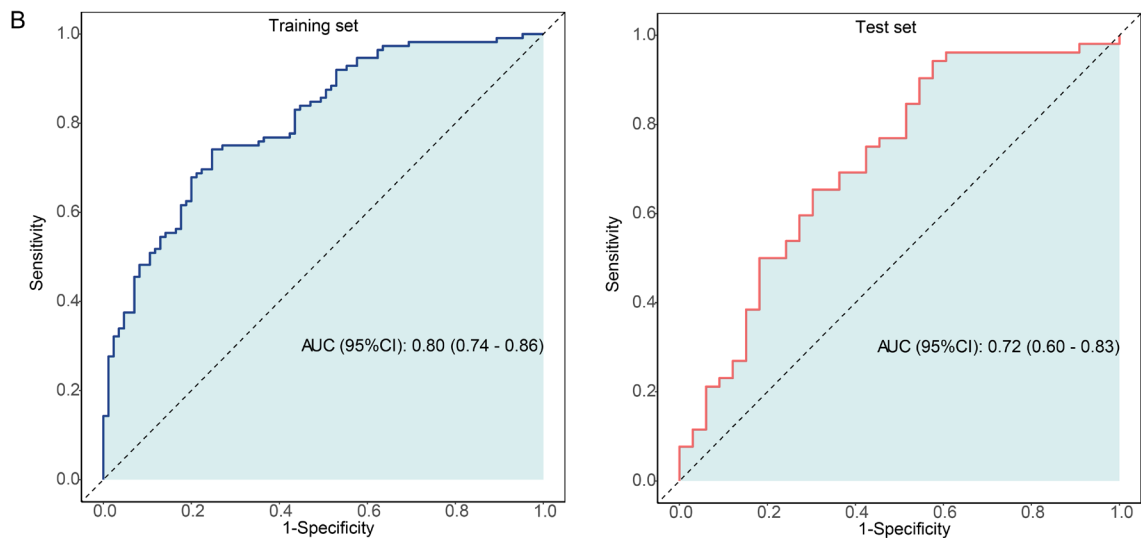 B
Training set
1.0
0.8
0.6
0.4
0.2
0.0
Sensitivity
AUC (95%CI): 0.80 (0.74 - 0.86)
0.0 0.2 0.4 0.6 0.8 1.0
1-Specificity
Test set
1.0
0.8
0.6
0.4
0.2
0.0
Sensitivity
AUC (95%CI): 0.72 (0.60 - 0.83)
0.0 0.2 0.4 0.6 0.8 1.0
1-Specificity